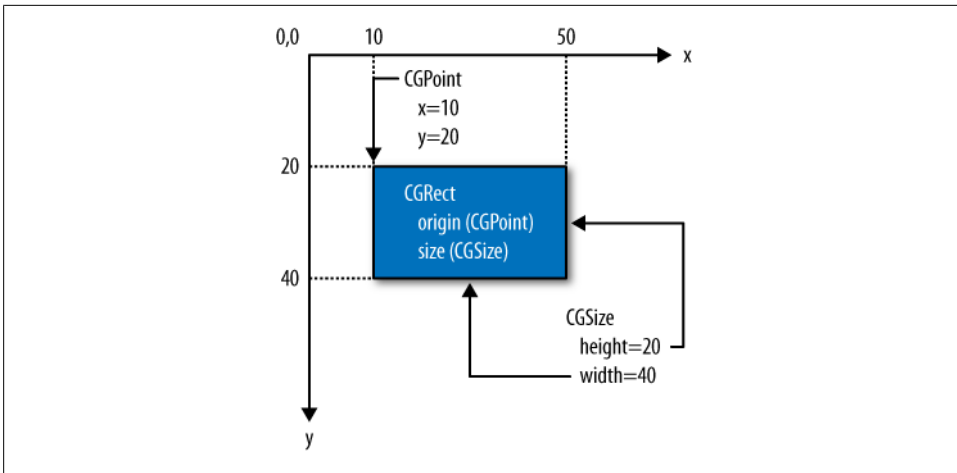 0,0
10
50
x
CGPoint
x=10
y=20
20
CGRect
origin (CGPoint)
size (CGSize)
40
CGSize
height=20
width=40
y